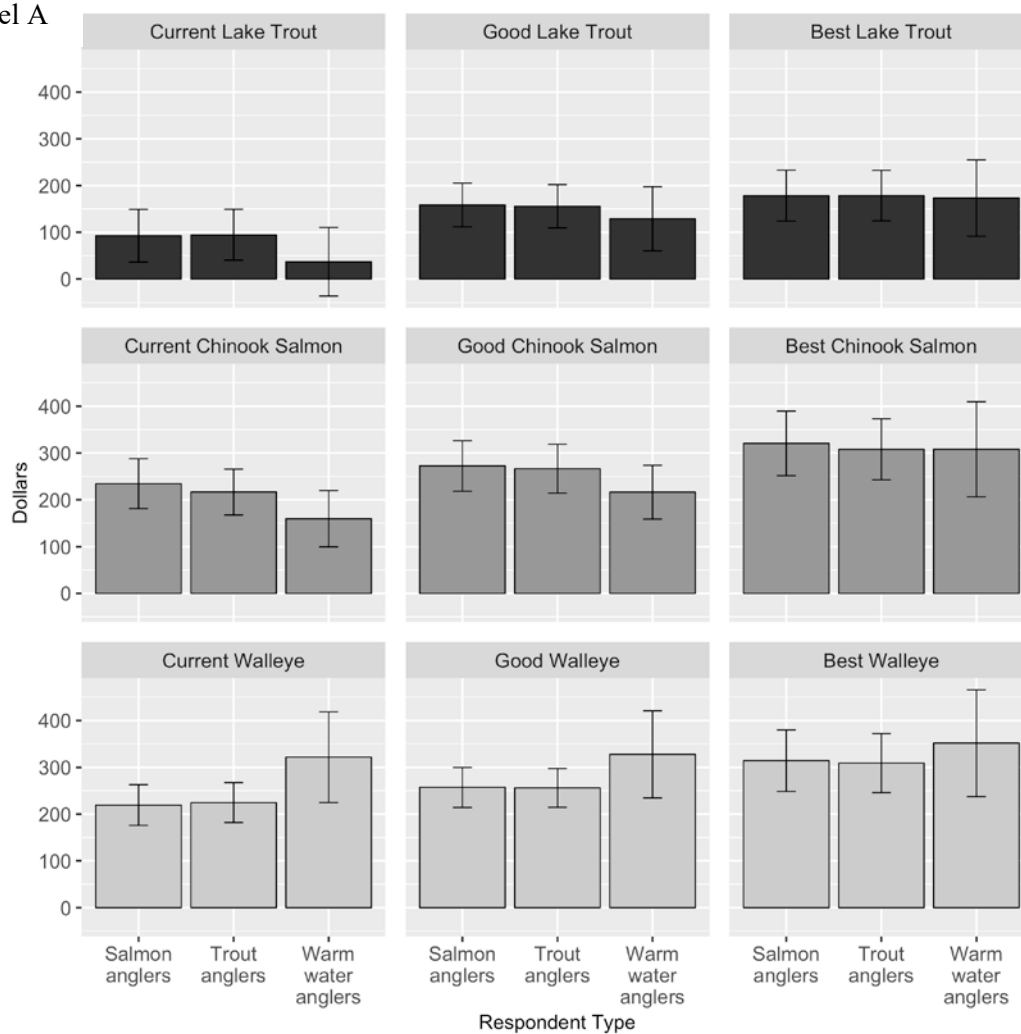 el A
Current Lake Trout
Good Lake Trout
Best Lake Trout
400
300
200
100
0
Current Chinook Salmon
Good Chinook Salmon
Best Chinook Salmon
400
300
200
100
0
Dollars
Current Walleye
Good Walleye
Best Walleye
400
300
200
100
0
Salmon
anglers
Trout
anglers
Warm
water
anglers
Salmon
anglers
Trout
anglers
Warm
water
anglers
Salmon
anglers
Trout
anglers
Warm
water
anglers
Respondent Type